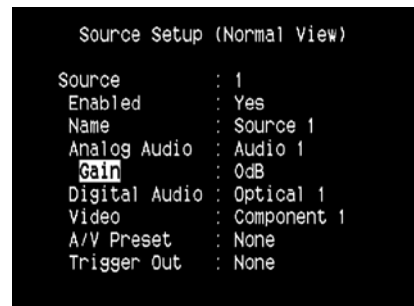 Source Setup (Normal View)
Source : 1
Enabled : Yes
Name : Source 1
Analog Audio : Audio 1
Gain : 0dB
Digital Audio : Optical 1
Video : Component 1
A/V Preset : None
Trigger Out : None